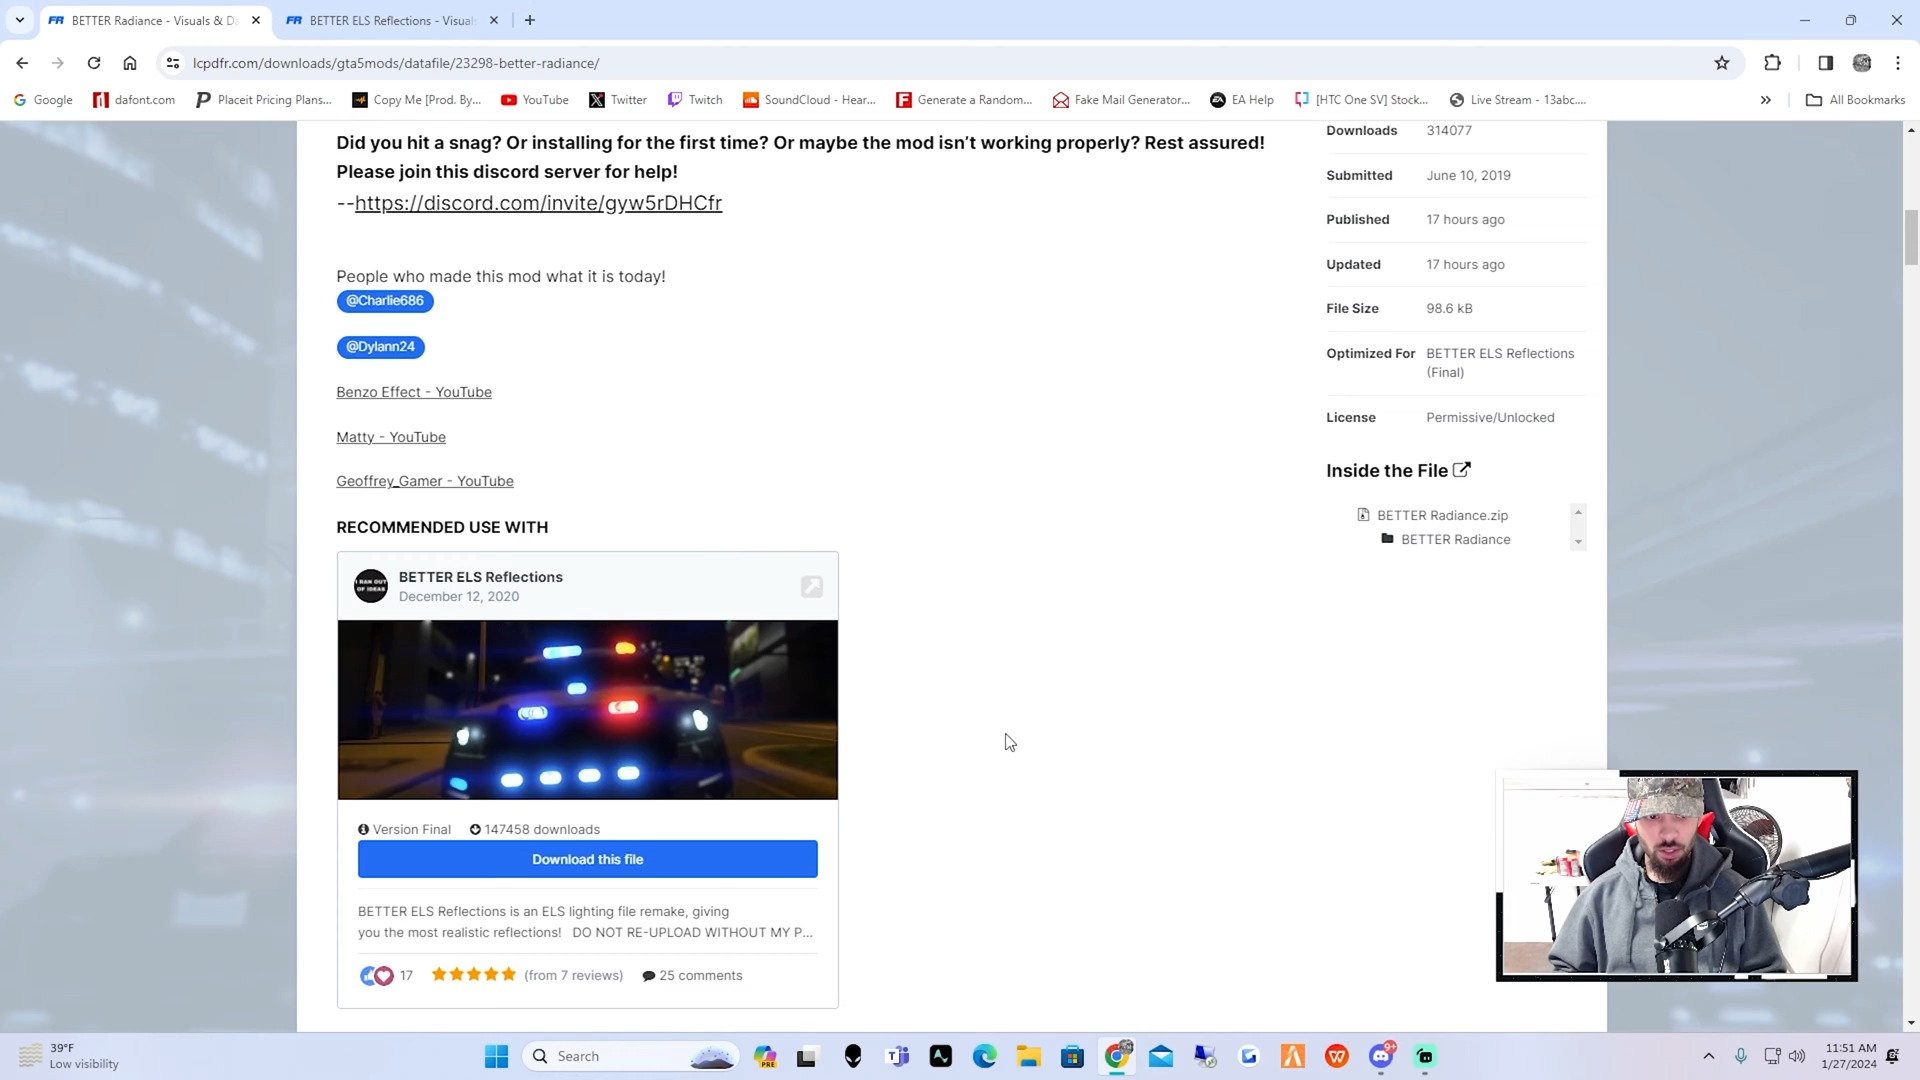 BETTER Radiance - Visuals & Da
BETTER ELS Reflections - Visual
lcpdfr.com/downloads/gta5mods/datafile/23298-better-radiance/
Google
dafont.com
Placeit Pricing Plans...
Copy Me [Prod. By...
YouTube
Twitter
Twitch
SoundCloud - Hear...
Generate a Random...
Fake Mail Generator...
EA Help
[HTC One SV] Stock...
Live Stream - 13abc....
»
All Bookmarks
Did you hit a snag? Or installing for the first time? Or maybe the mod isn't working properly? Rest assured!
Please join this discord server for help!
--https://discord.com/invite/gyw5rDHCfr
People who made this mod what it is today!
@Charlie686
@Dylann24
Benzo Effect - YouTube
Matty - YouTube
Geoffrey_Gamer - YouTube
RECOMMENDED USE WITH
I RAN OUT
OF IDEAS
BETTER ELS Reflections
December 12, 2020
Version Final 147458 downloads
Download this file
BETTER ELS Reflections is an ELS lighting file remake, giving
you the most realistic reflections! DO NOT RE-UPLOAD WITHOUT MY P...
17 (from 7 reviews) 25 comments
Downloads 314077
Submitted June 10, 2019
Published 17 hours ago
Updated 17 hours ago
File Size 98.6 kB
Optimized For BETTER ELS Reflections
(Final)
License Permissive/Unlocked
Inside the File
BETTER Radiance.zip
BETTER Radiance
39°F
Low visibility
Search
PRE
9+
11:51 AM
1/27/2024